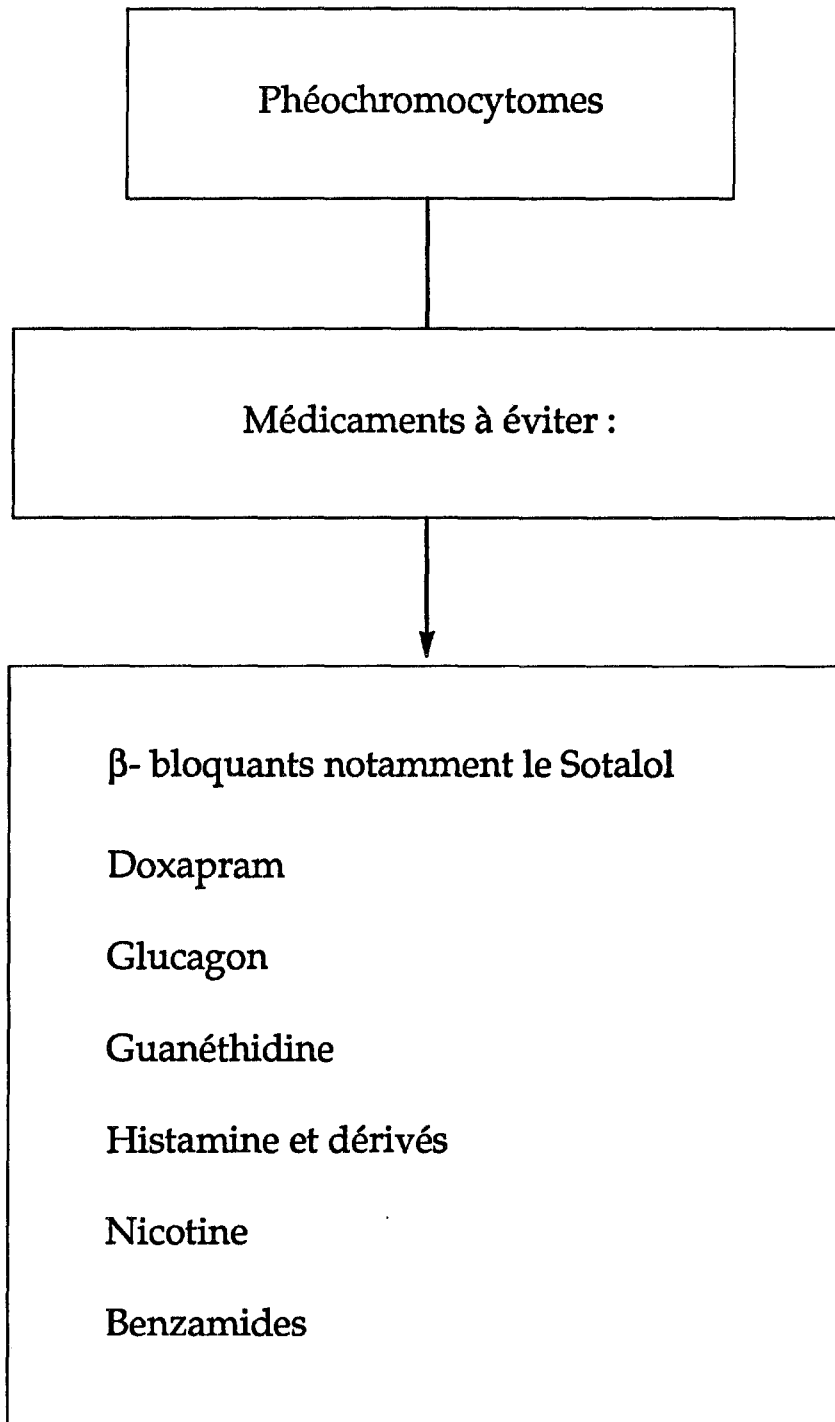 Phéochromocytomes
Médicaments à éviter :
β- bloquants notamment le Sotalol
Doxapram
Glucagon
Guanéthidine
Histamine et dérivés
Nicotine
Benzamides